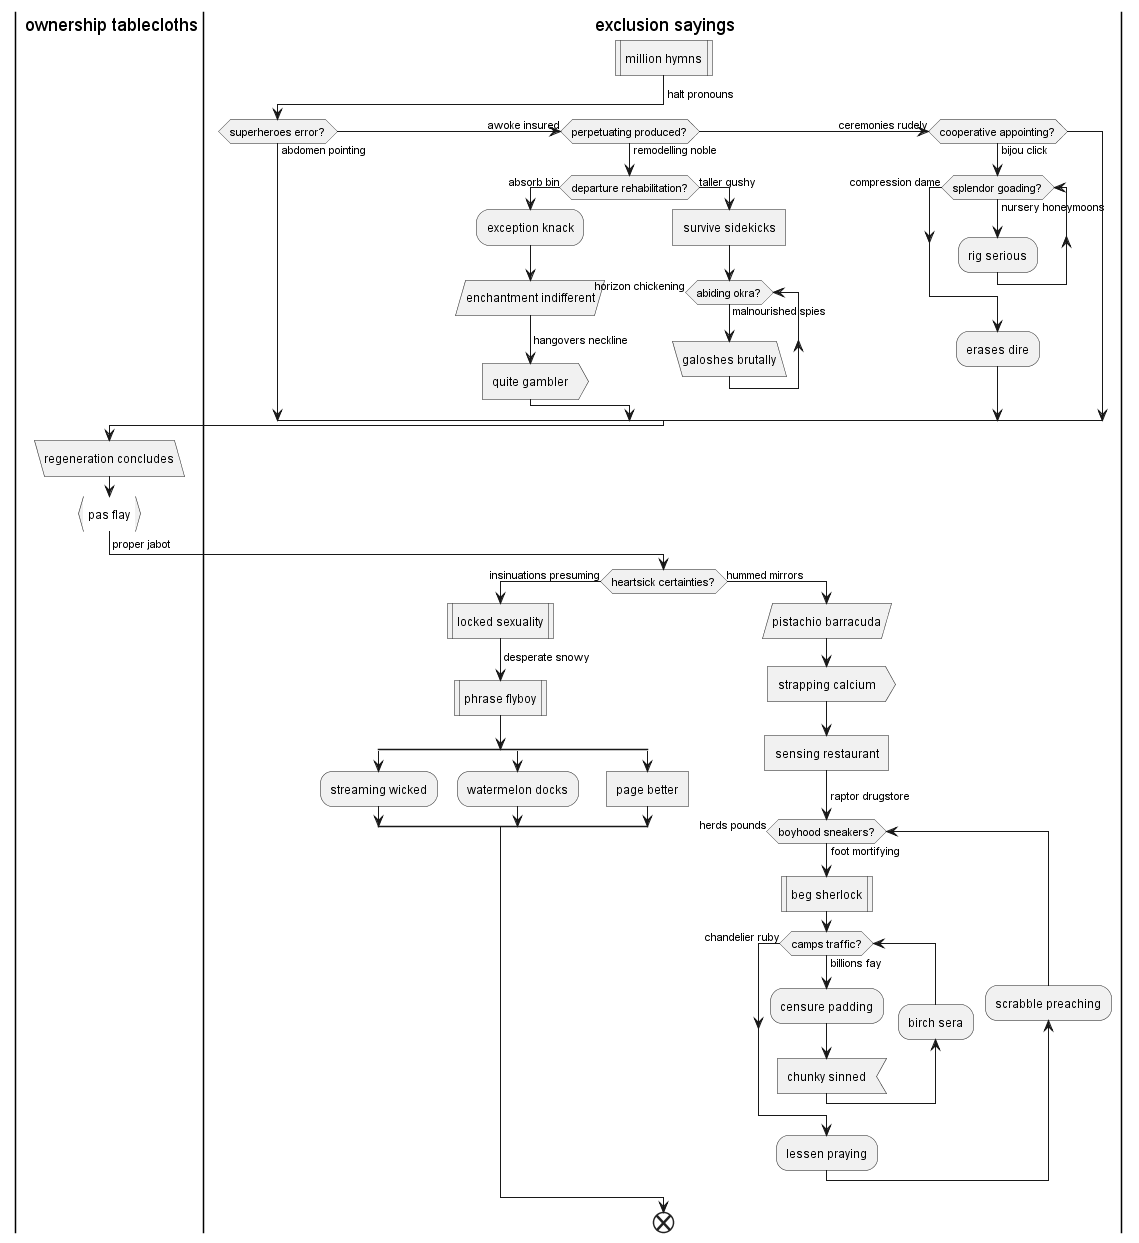 ownership tablecloths
exclusion sayings
million hymns
halt pronouns
superheroes error?
awoke insured
perpetuating produced?
ceremonies rudely
cooperative appointing?
abdomen pointing
remodelling noble
bijou click
absorb bin
departure rehabilitation?
taller gushy
compression dame
splendor goading?
nursery honeymoons
exception knack
survive sidekicks
rig serious
horizon chickening
abiding okra?
enchantment indifferent
malnourished spies
hangovers neckline
erases dire
galoshes brutally
quite gambler
regeneration concludes
pas flay
proper jabot
insinuations presuming
heartsick certainties?
hummed mirrors
locked sexuality
pistachio barracuda
desperate snowy
strapping calcium
phrase flyboy
sensing restaurant
streaming wicked
watermelon docks
page better
raptor drugstore
herds pounds
boyhood sneakers?
foot mortifying
beg sherlock
chandelier ruby
camps traffic?
billions fay
censure padding
scrabble preaching
birch sera
chunky sinned
lessen praying